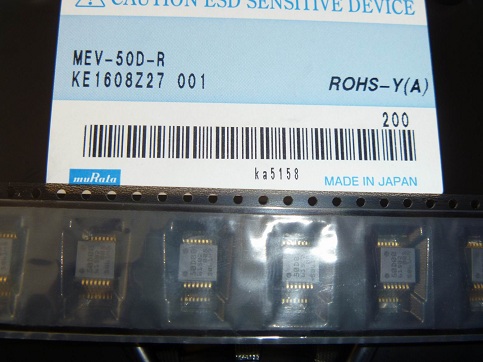 CAUTION ESD SENSITIVE DEVICE
MEV-50D-R
KE1608Z27 001
ROHS-Y(A)
200
ka5158
muRata
MADE IN JAPAN